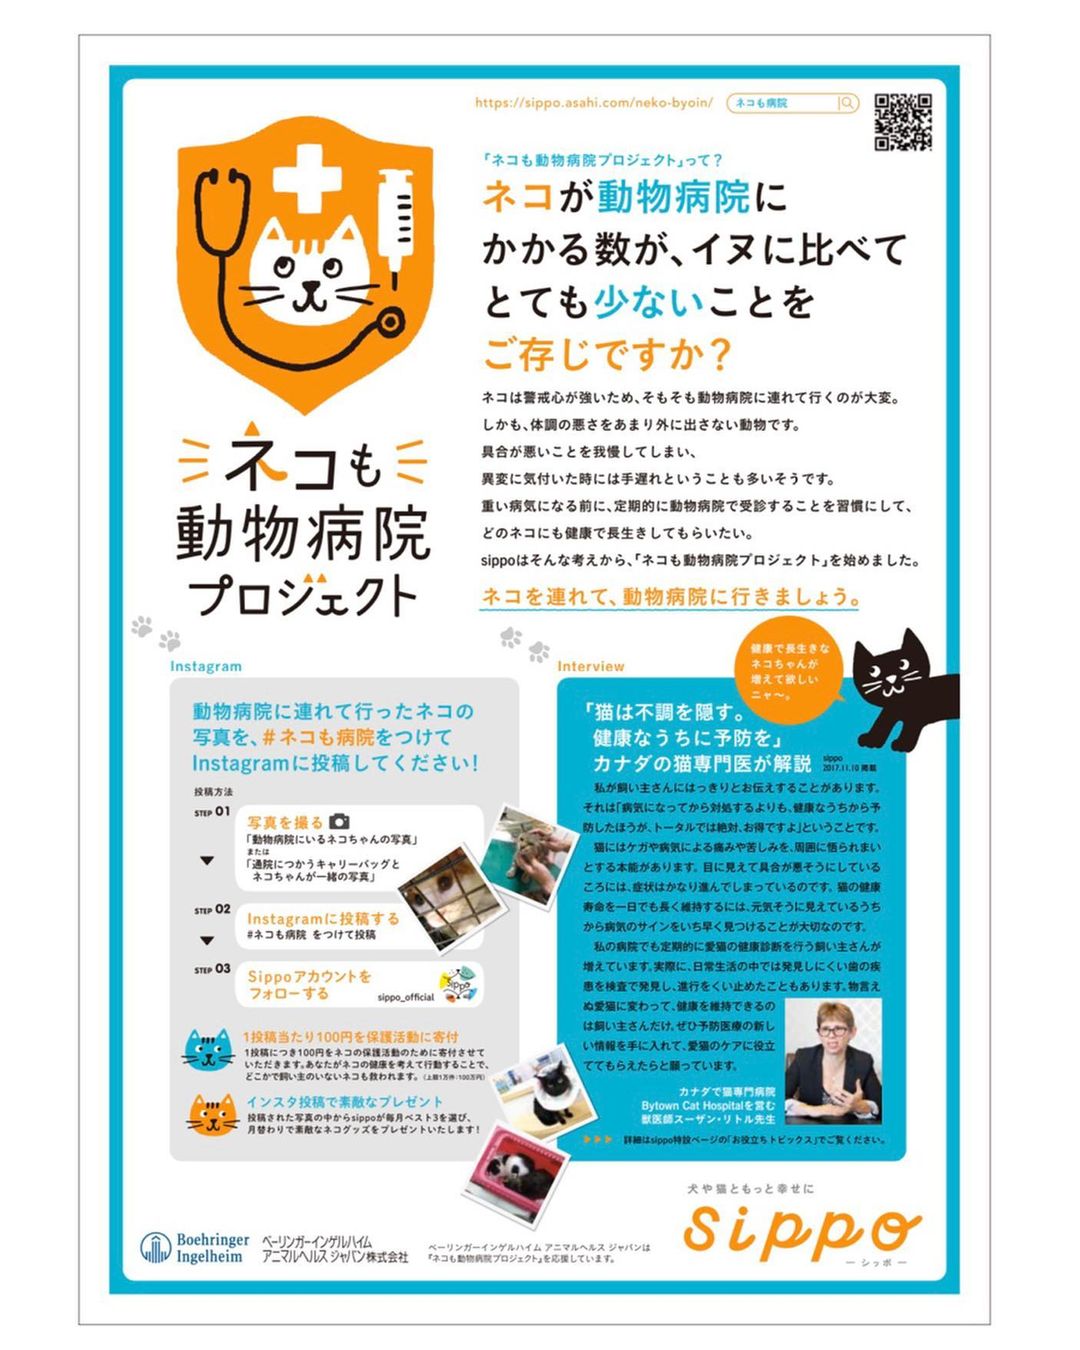 https://sippo.asahi.com/neko-byoin/
ネコも病院
「ネコも動物病院プロジェクト」って？
ネコが動物病院に
かかる数が、イヌに比べて
とても少ないことを
ご存じですか？
ネコは警戒心が強いため、そもそも動物病院に連れて行くのが大変。
しかも、体調の悪さをあまり外に出さない動物です。
具合が悪いことを我慢してしまい、
異変に気付いた時には手遅れということも多いそうです。
重い病気になる前に、定期的に動物病院で受診することを習慣にして、
どのネコにも健康で長生きしてもらいたい。
sippoはそんな考えから、「ネコも動物病院プロジェクト」を始めました。
ネコを連れて、動物病院に行きましょう。
ネコも
動物病院
プロジェクト
Instagram
動物病院に連れて行ったネコの
写真を、＃ネコも病院をつけて
Instagramに投稿してください！
投稿方法
STEP 01
写真を撮る
「動物病院にいるネコちゃんの写真」
または
「通院につかうキャリーバッグと
ネコちゃんが一緒の写真」
STEP 02
Instagramに投稿する
#ネコも病院 をつけて投稿
STEP 03
Sippoアカウントを
フォローする
sippo_official
sippo
1投稿当たり100円を保護活動に寄付
1投稿につき100円をネコの保護活動のために寄付させて
いただきます。あなたがネコの健康を考えて行動することで、
どこかで飼い主のいないネコも救われます。（上限1万件：100万円）
インスタ投稿で素敵なプレゼント
投稿された写真の中からsippoが毎月ベスト3を選び、
月替わりで素敵なネコグッズをプレゼントいたします！
Interview
健康で長生きな
ネコちゃんが
増えて欲しい
ニャ〜。
「猫は不調を隠す。
健康なうちに予防を」
カナダの猫専門医が解説
sippo
2017.11.10 掲載
私が飼い主さんにはっきりとお伝えすることがあります。
それは「病気になってから対処するよりも、健康なうちから予
防したほうが、トータルでは絶対、お得ですよ」ということです。
猫にはケガや病気による痛みや苦しみを、周囲に悟られまい
とする本能があります。目に見えて具合が悪そうにしている
ころには、症状はかなり進んでしまっているのです。猫の健康
寿命を一日でも長く維持するには、元気そうに見えているうち
から病気のサインをいち早く見つけることが大切なのです。
私の病院でも定期的に愛猫の健康診断を行う飼い主さんが
増えています。実際に、日常生活の中では発見しにくい歯の疾
患を検査で発見し、進行をくい止めたこともあります。物言え
ぬ愛猫に変わって、健康を維持できるの
は飼い主さんだけ。ぜひ予防医療の新し
い情報を手に入れて、愛猫のケアに役立
ててもらえたらと願っています。
カナダで猫専門病院
Bytown Cat Hospitalを営む
獣医師スーザン・リトル先生
詳細はsippo特設ページの「お役立ちトピックス」でご覧ください。
犬や猫ともっと幸せに
sippo
ー シッポ ー
Boehringer
Ingelheim
ベーリンガーインゲルハイム
アニマルヘルス ジャパン株式会社
ベーリンガーインゲルハイム アニマルヘルス ジャパンは
『ネコも動物病院プロジェクト』を応援しています。